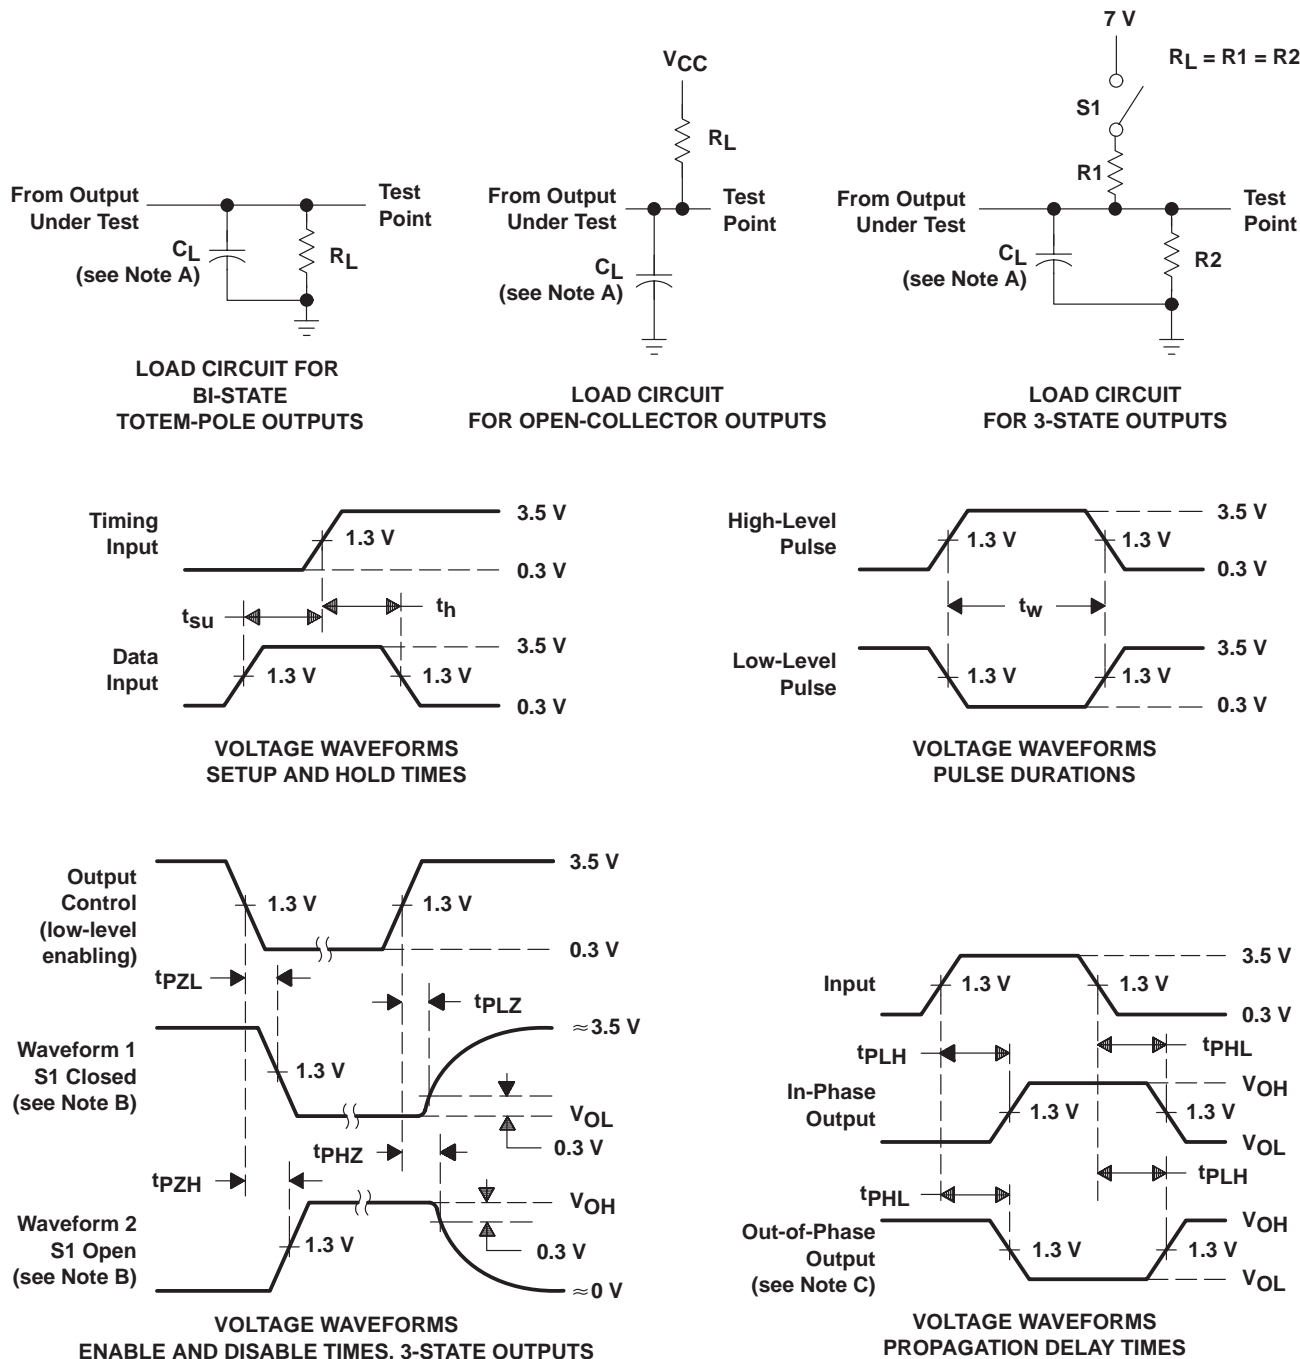 From Output
Under Test
Test
Point
CL
(see Note A)
RL
LOAD CIRCUIT FOR
BI-STATE
TOTEM-POLE OUTPUTS
VCC
RL
From Output
Under Test
Test
Point
CL
(see Note A)
LOAD CIRCUIT
FOR OPEN-COLLECTOR OUTPUTS
7 V
RL = R1 = R2
S1
R1
From Output
Under Test
Test
Point
CL
(see Note A)
R2
LOAD CIRCUIT
FOR 3-STATE OUTPUTS
Timing
Input
1.3 V
3.5 V
0.3 V
tsu
th
Data
Input
1.3 V
1.3 V
3.5 V
0.3 V
VOLTAGE WAVEFORMS
SETUP AND HOLD TIMES
High-Level
Pulse
1.3 V
1.3 V
3.5 V
0.3 V
tw
Low-Level
Pulse
1.3 V
1.3 V
3.5 V
0.3 V
VOLTAGE WAVEFORMS
PULSE DURATIONS
Output
Control
(low-level
enabling)
1.3 V
1.3 V
3.5 V
0.3 V
tPZL
tPLZ
Waveform 1
S1 Closed
(see Note B)
1.3 V
≈3.5 V
VOL
0.3 V
tPHZ
tPZH
Waveform 2
S1 Open
(see Note B)
1.3 V
VOH
0.3 V
≈0 V
VOLTAGE WAVEFORMS
ENABLE AND DISABLE TIMES, 3-STATE OUTPUTS
Input
1.3 V
1.3 V
3.5 V
0.3 V
tPLH
tPHL
In-Phase
Output
1.3 V
1.3 V
VOH
VOL
tPHL
tPLH
Out-of-Phase
Output
(see Note C)
1.3 V
1.3 V
VOH
VOL
VOLTAGE WAVEFORMS
PROPAGATION DELAY TIMES